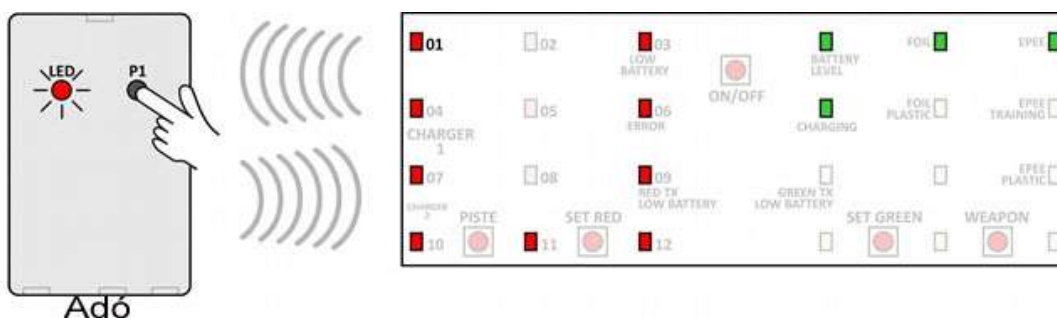 LED
P1
Adó
01
02
03
LOW
BATTERY
ON/OFF
BATTERY
LEVEL
FOIL
EPEE
04
CHARGER
1
05
06
ERROR
CHARGING
FOIL
PLASTIC
EPEE
TRAINING
07
CHARGER
2
08
09
RED TX
LOW BATTERY
GREEN TX
LOW BATTERY
EPEE
PLASTIC
PISTE
SET RED
SET GREEN
WEAPON
10
11
12